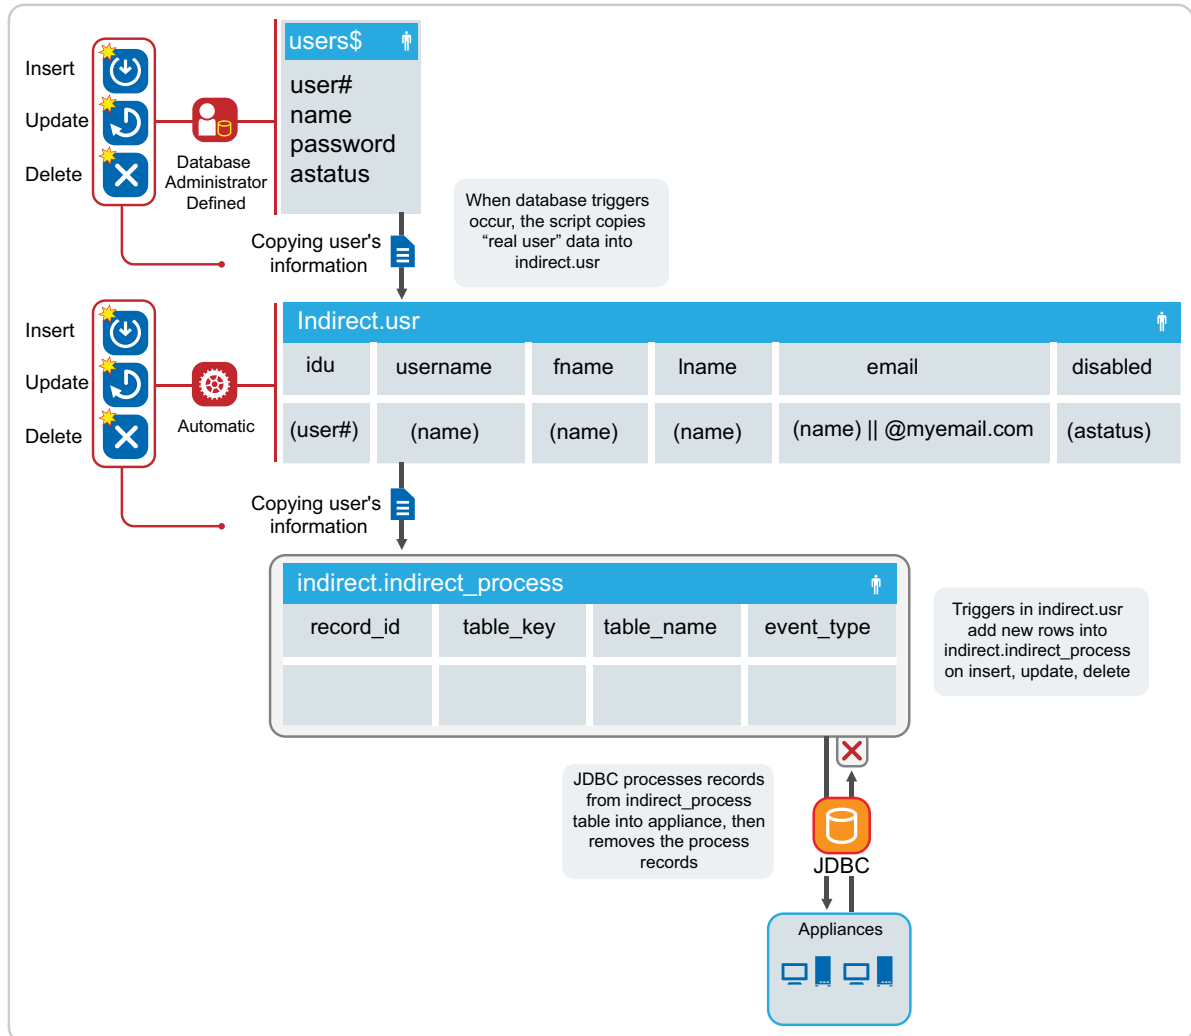 users$
Insert
user#
name
Update
password
Delete
astatus
Database
Administrator
Defined
When database triggers
occur, the script copies
“real user” data into
indirect.usr
Copying user's
information
Indirect.usr
Insert
idu username fname lname email disabled
Update
Automatic
Delete
(user#) (name) (name) (name) (name) || @myemail.com (astatus)
Copying user's
information
indirect.indirect_process
record_id table_key table_name event_type
Triggers in indirect.usr
add new rows into
indirect.indirect_process
on insert, update, delete
JDBC processes records
from indirect_process
table into appliance, then
removes the process
records
JDBC
Appliances